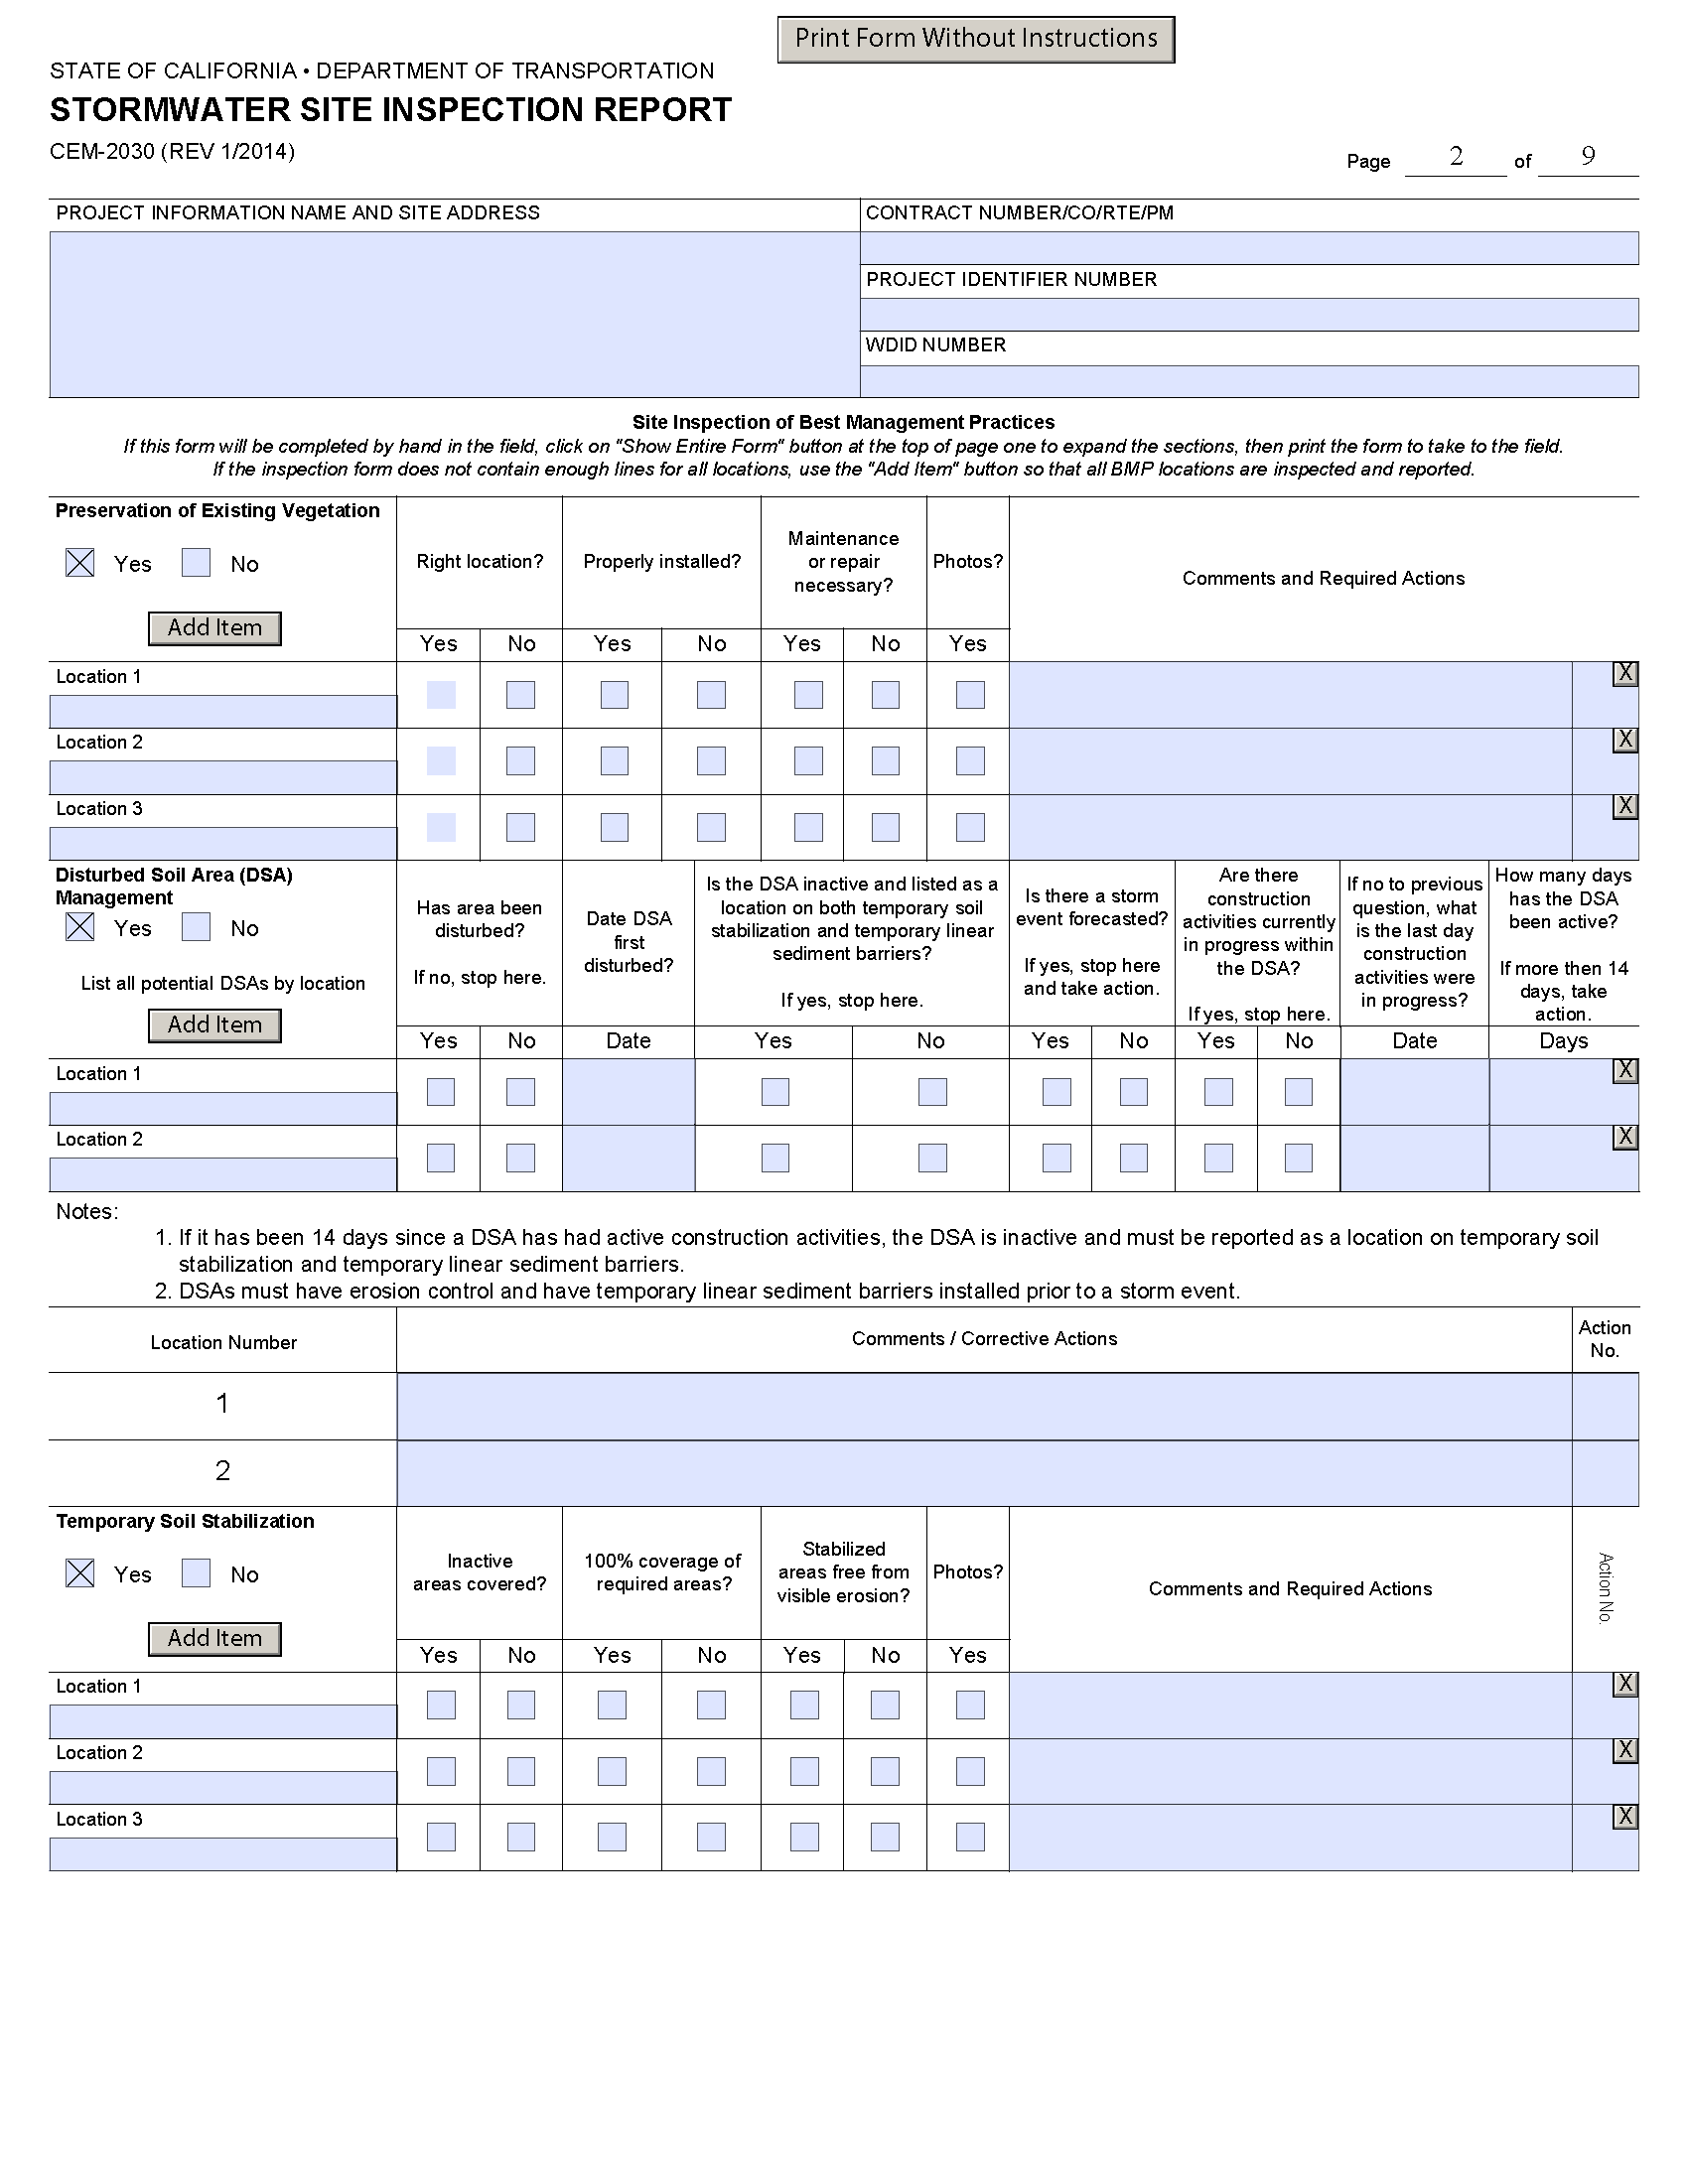 Print Form Without Instructions
STATE OF CALIFORNIA • DEPARTMENT OF TRANSPORTATION
STORMWATER SITE INSPECTION REPORT
CEM-2030 (REV 1/2014)
Page 2 of 9
PROJECT INFORMATION NAME AND SITE ADDRESS
CONTRACT NUMBER/CO/RTE/PM
PROJECT IDENTIFIER NUMBER
WDID NUMBER
Site Inspection of Best Management Practices
If this form will be completed by hand in the field, click on "Show Entire Form" button at the top of page one to expand the sections, then print the form to take to the field.
If the inspection form does not contain enough lines for all locations, use the "Add Item" button so that all BMP locations are inspected and reported.
Preservation of Existing Vegetation
Yes No
Add Item
Right location?
Properly installed?
Maintenance
or repair
necessary?
Photos?
Comments and Required Actions
Yes No Yes No Yes No Yes
Location 1
X
Location 2
X
Location 3
X
Disturbed Soil Area (DSA)
Management
Yes No
List all potential DSAs by location
Add Item
Has area been
disturbed?
If no, stop here.
Date DSA
first
disturbed?
Is the DSA inactive and listed as a
location on both temporary soil
stabilization and temporary linear
sediment barriers?
If yes, stop here.
Is there a storm
event forecasted?
If yes, stop here
and take action.
Are there
construction
activities currently
in progress within
the DSA?
If yes, stop here.
If no to previous
question, what
is the last day
construction
activities were
in progress?
How many days
has the DSA
been active?
If more then 14
days, take
action.
Yes No Date Yes No Yes No Yes No Date Days
Location 1
X
Location 2
X
Notes:
1. If it has been 14 days since a DSA has had active construction activities, the DSA is inactive and must be reported as a location on temporary soil
stabilization and temporary linear sediment barriers.
2. DSAs must have erosion control and have temporary linear sediment barriers installed prior to a storm event.
Location Number
Comments / Corrective Actions
Action
No.
1
2
Temporary Soil Stabilization
Yes No
Add Item
Inactive
areas covered?
100% coverage of
required areas?
Stabilized
areas free from
visible erosion?
Photos?
Comments and Required Actions
Action No.
Yes No Yes No Yes No Yes
Location 1
X
Location 2
X
Location 3
X